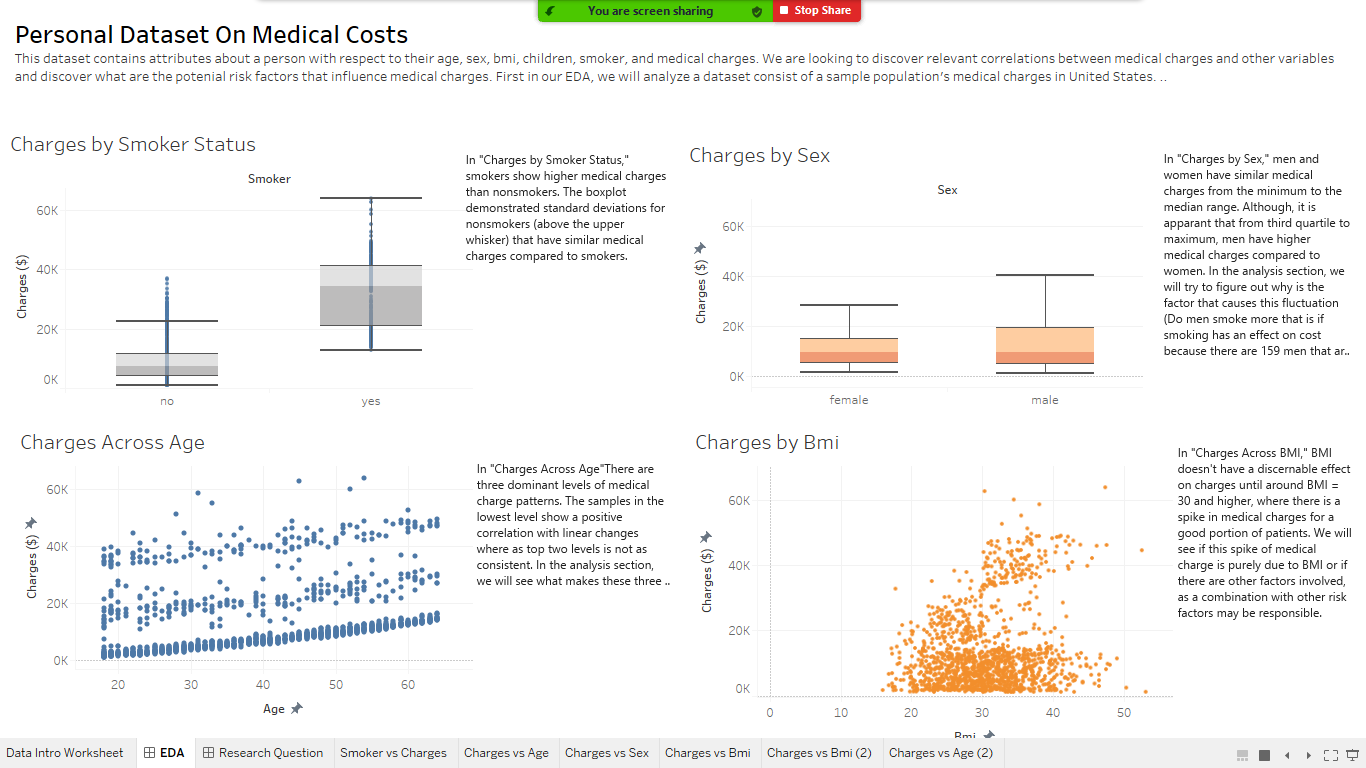 You are screen sharing
Stop Share
Personal Dataset On Medical Costs
This dataset contains attributes about a person with respect to their age, sex, bmi, children, smoker, and medical charges. We are looking to discover relevant correlations between medical charges and other variables
and discover what are the potenial risk factors that influence medical charges. First in our EDA, we will analyze a dataset consist of a sample population's medical charges in United States. ..
Charges by Smoker Status
Smoker
Charges ($)
60K
40K
20K
0K
no
yes
In "Charges by Smoker Status,"
smokers show higher medical charges
than nonsmokers. The boxplot
demonstrated standard deviations for
nonsmokers (above the upper
whisker) that have similar medical
charges compared to smokers.
Charges by Sex
Sex
Charges ($)
60K
40K
20K
0K
female
male
In "Charges by Sex," men and
women have similar medical
charges from the minimum to the
median range. Although, it is
apparant that from third quartile to
maximum, men have higher
medical charges compared to
women. In the analysis section, we
will try to figure out why is the
factor that causes this fluctuation
(Do men smoke more that is if
smoking has an effect on cost
because there are 159 men that ar..
Charges Across Age
Charges ($)
60K
40K
20K
0K
20
30
40
50
60
Age
In "Charges Across Age"There are
three dominant levels of medical
charge patterns. The samples in the
lowest level show a positive
correlation with linear changes
where as top two levels is not as
consistent. In the analysis section,
we will see what makes these three ..
Charges by Bmi
Charges ($)
60K
40K
20K
0K
0
10
20
30
40
50
Bmi
In "Charges Across BMI," BMI
doesn't have a discernable effect
on charges until around BMI =
30 and higher, where there is a
spike in medical charges for a
good portion of patients. We will
see if this spike of medical
charge is purely due to BMI or if
there are other factors involved,
as a combination with other risk
factors may be responsible.
Data Intro Worksheet
EDA
Research Question
Smoker vs Charges
Charges vs Age
Charges vs Sex
Charges vs Bmi
Charges vs Bmi (2)
Charges vs Age (2)